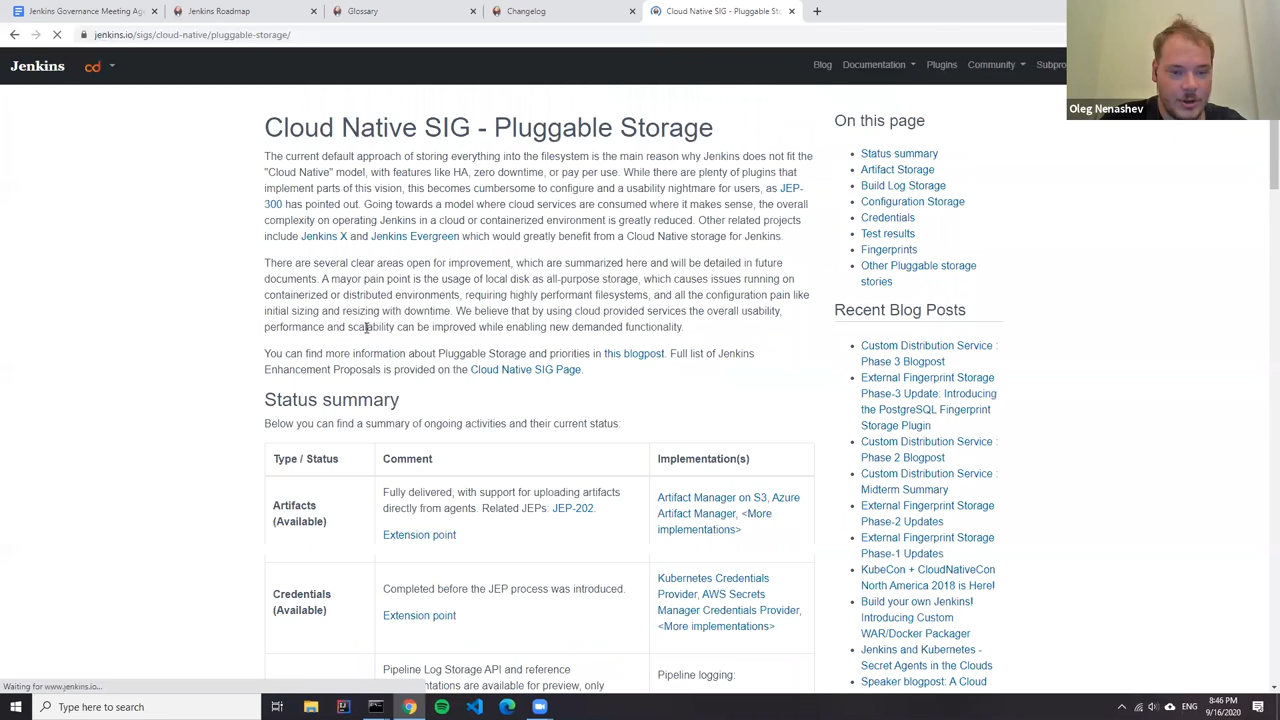 Jenkins Governance Meeting Age
Jenkins Roadmap
Glossary
Changelog
Cloud Native SIG - Pluggable Sto
jenkins.io/sigs/cloud-native/pluggable-storage/
Jenkins
cd
Blog
Documentation
Plugins
Community
Subpro
Oleg Nenashev
Cloud Native SIG - Pluggable Storage
The current default approach of storing everything into the filesystem is the main reason why Jenkins does not fit the
"Cloud Native" model, with features like HA, zero downtime, or pay per use. While there are plenty of plugins that
implement parts of this vision, this becomes cumbersome to configure and a usability nightmare for users, as JEP-
300 has pointed out. Going towards a model where cloud services are consumed where it makes sense, the overall
complexity on operating Jenkins in a cloud or containerized environment is greatly reduced. Other related projects
include Jenkins X and Jenkins Evergreen which would greatly benefit from a Cloud Native storage for Jenkins.
There are several clear areas open for improvement, which are summarized here and will be detailed in future
documents. A mayor pain point is the usage of local disk as all-purpose storage, which causes issues running on
containerized or distributed environments, requiring highly performant filesystems, and all the configuration pain like
initial sizing and resizing with downtime. We believe that by using cloud provided services the overall usability,
performance and scalability can be improved while enabling new demanded functionality.
You can find more information about Pluggable Storage and priorities in this blogpost. Full list of Jenkins
Enhancement Proposals is provided on the Cloud Native SIG Page.
Status summary
Below you can find a summary of ongoing activities and their current status:
Type / Status
Comment
Implementation(s)
Artifacts
(Available)
Fully delivered, with support for uploading artifacts
directly from agents. Related JEPs: JEP-202.
Extension point
Artifact Manager on S3, Azure
Artifact Manager, <More
implementations>
Credentials
(Available)
Completed before the JEP process was introduced.
Extension point
Kubernetes Credentials
Provider, AWS Secrets
Manager Credentials Provider,
<More implementations>
Pipeline Log Storage API and reference
ntations are available for preview, only
Pipeline logging:
On this page
Status summary
Artifact Storage
Build Log Storage
Configuration Storage
Credentials
Test results
Fingerprints
Other Pluggable storage
stories
Recent Blog Posts
Custom Distribution Service :
Phase 3 Blogpost
External Fingerprint Storage
Phase-3 Update: Introducing
the PostgreSQL Fingerprint
Storage Plugin
Custom Distribution Service :
Phase 2 Blogpost
Custom Distribution Service :
Midterm Summary
External Fingerprint Storage
Phase-2 Updates
External Fingerprint Storage
Phase-1 Updates
KubeCon + CloudNativeCon
North America 2018 is Here!
Build your own Jenkins!
Introducing Custom
WAR/Docker Packager
Jenkins and Kubernetes -
Secret Agents in the Clouds
Speaker blogpost: A Cloud
Waiting for www.jenkins.io...
Type here to search
8:46 PM
9/16/2020